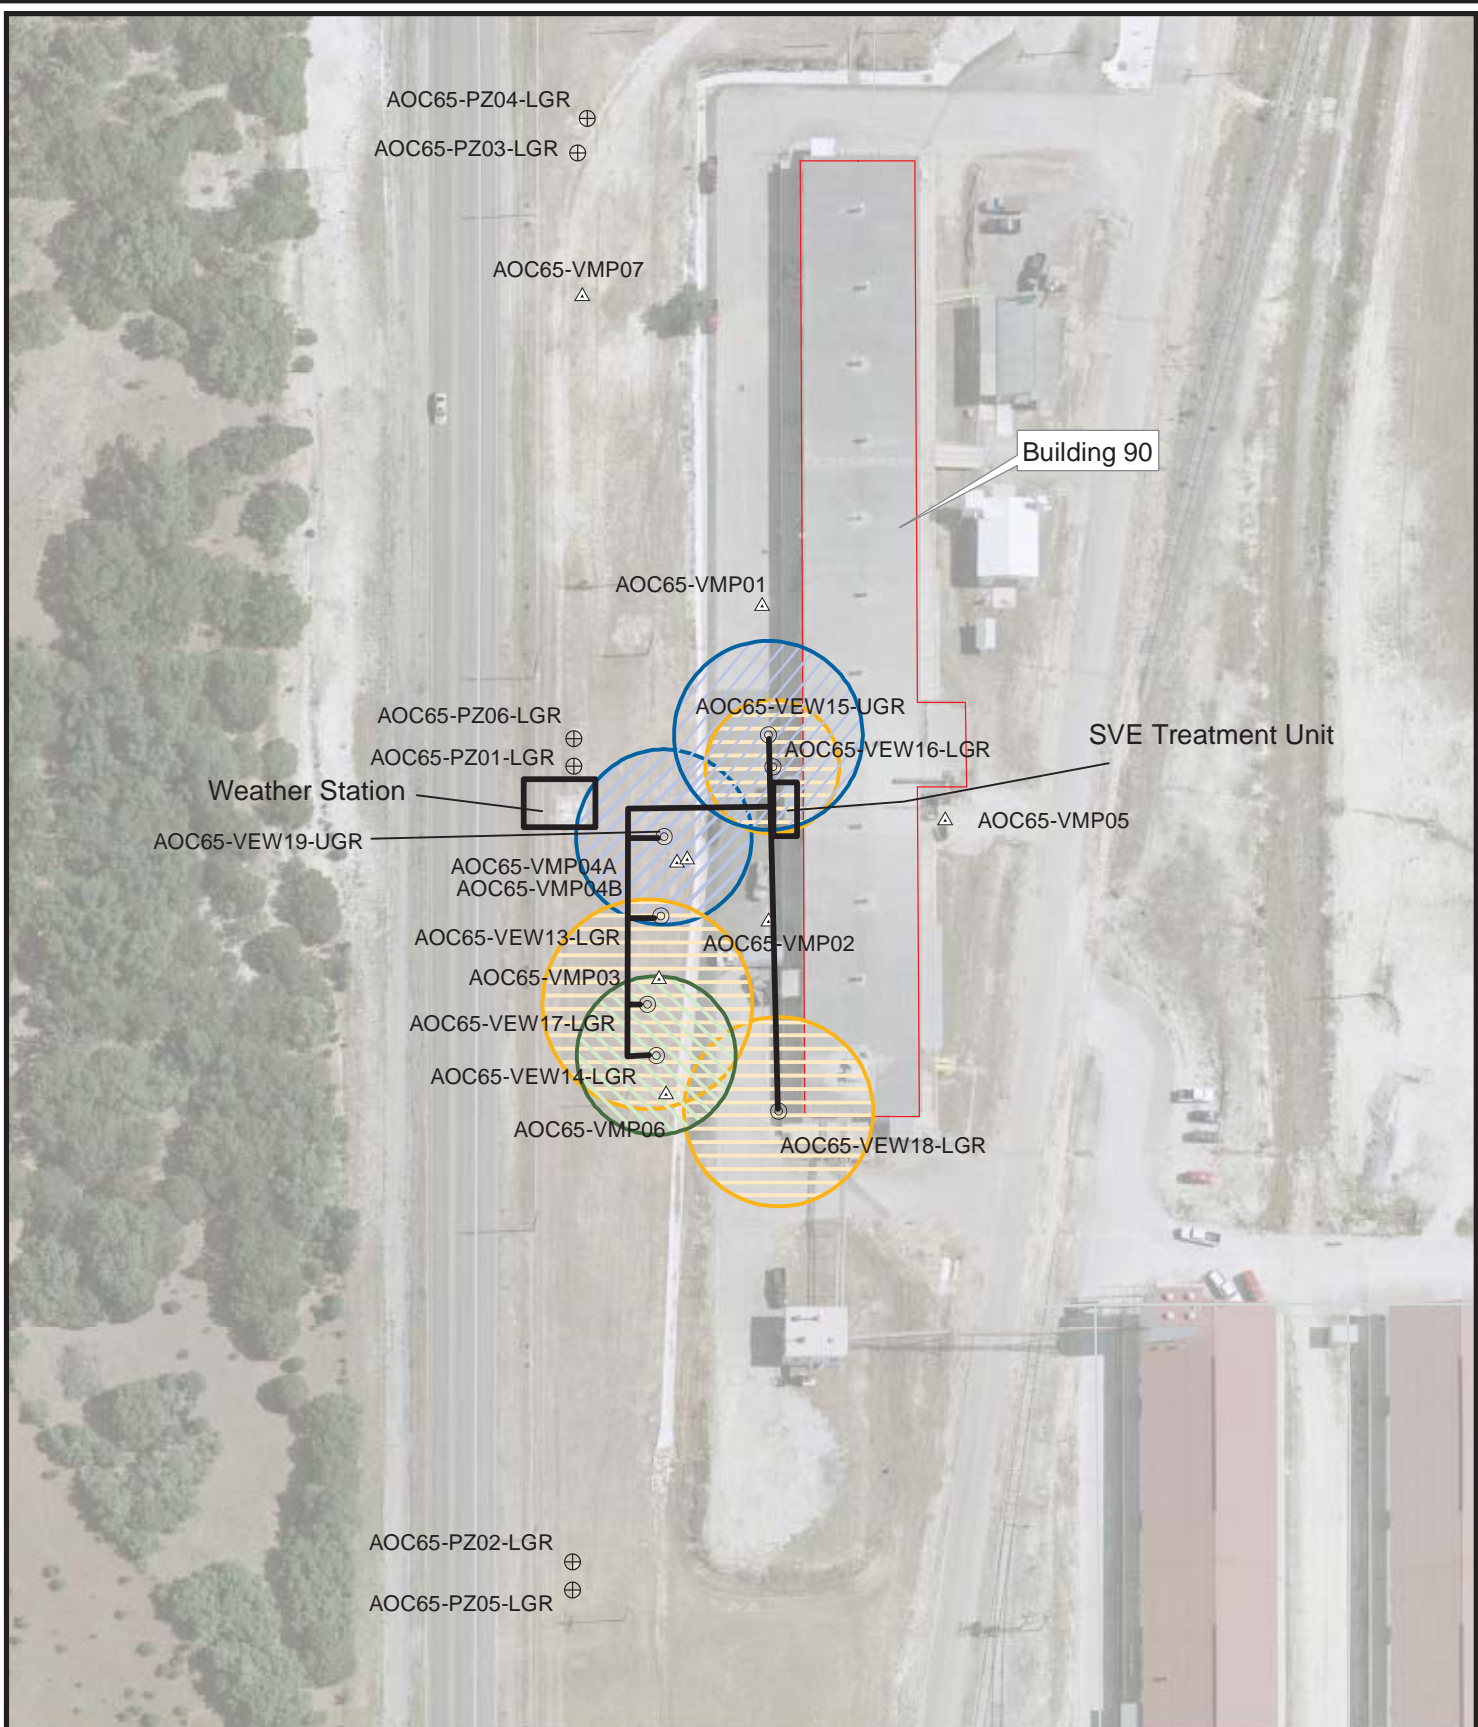 AOC65-PZ04-LGR
AOC65-PZ03-LGR
AOC65-VMP07
Building 90
AOC65-VMP01
AOC65-VEW15-UGR
AOC65-PZ06-LGR
SVE Treatment Unit
AOC65-VEW16-LGR
AOC65-PZ01-LGR
Weather Station
AOC65-VMP05
AOC65-VEW19-UGR
AOC65-VMP04A
AOC65-VMP04B
AOC65-VEW13-LGR
AOC65-VMP02
AOC65-VMP03
AOC65-VEW17-LGR
AOC65-VEW14-LGR
AOC65-VMP06
AOC65-VEW18-LGR
AOC65-PZ02-LGR
AOC65-PZ05-LGR